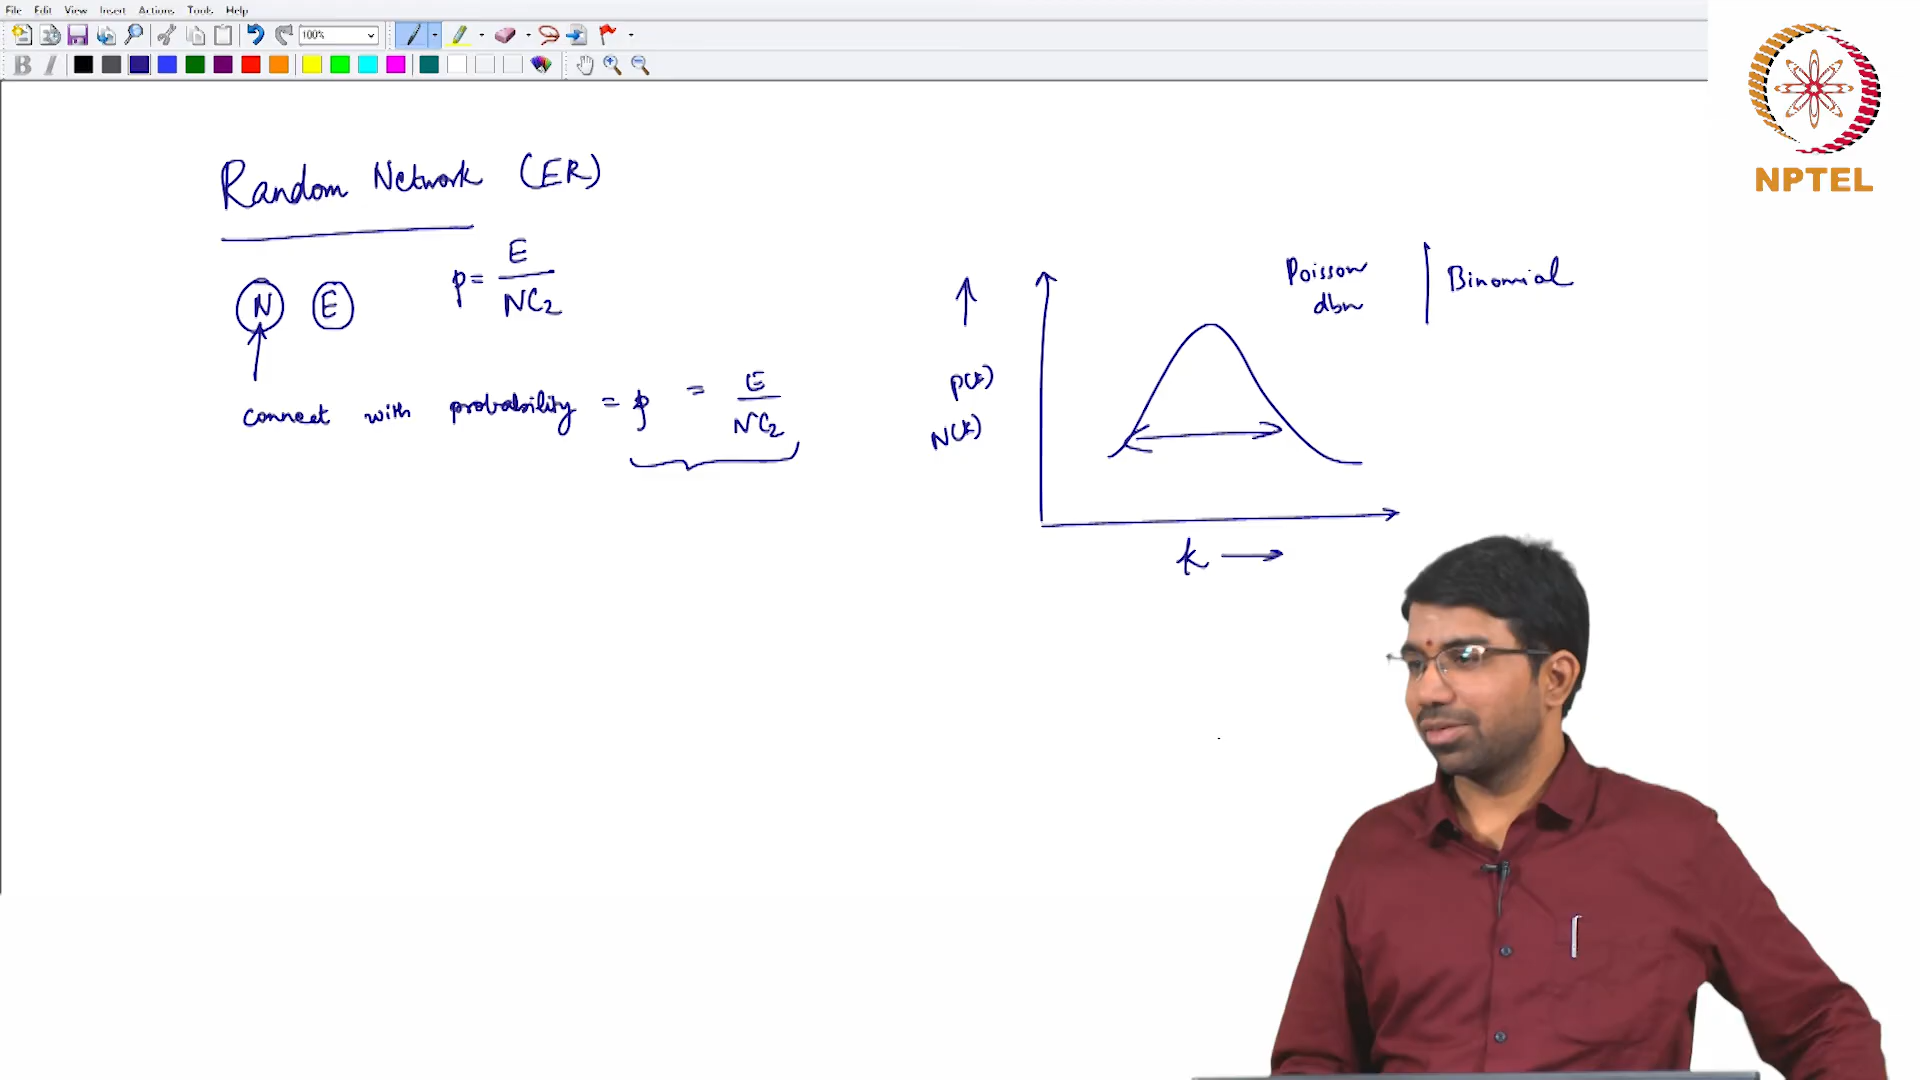 File Edit View Insert Actions Tools Help
100%
B I
NPTEL
Random Network (ER)
N E p = E / NC2
connect with probability = p = E / NC2
P(k)
N(k)
k
Poisson dbn | Binomial